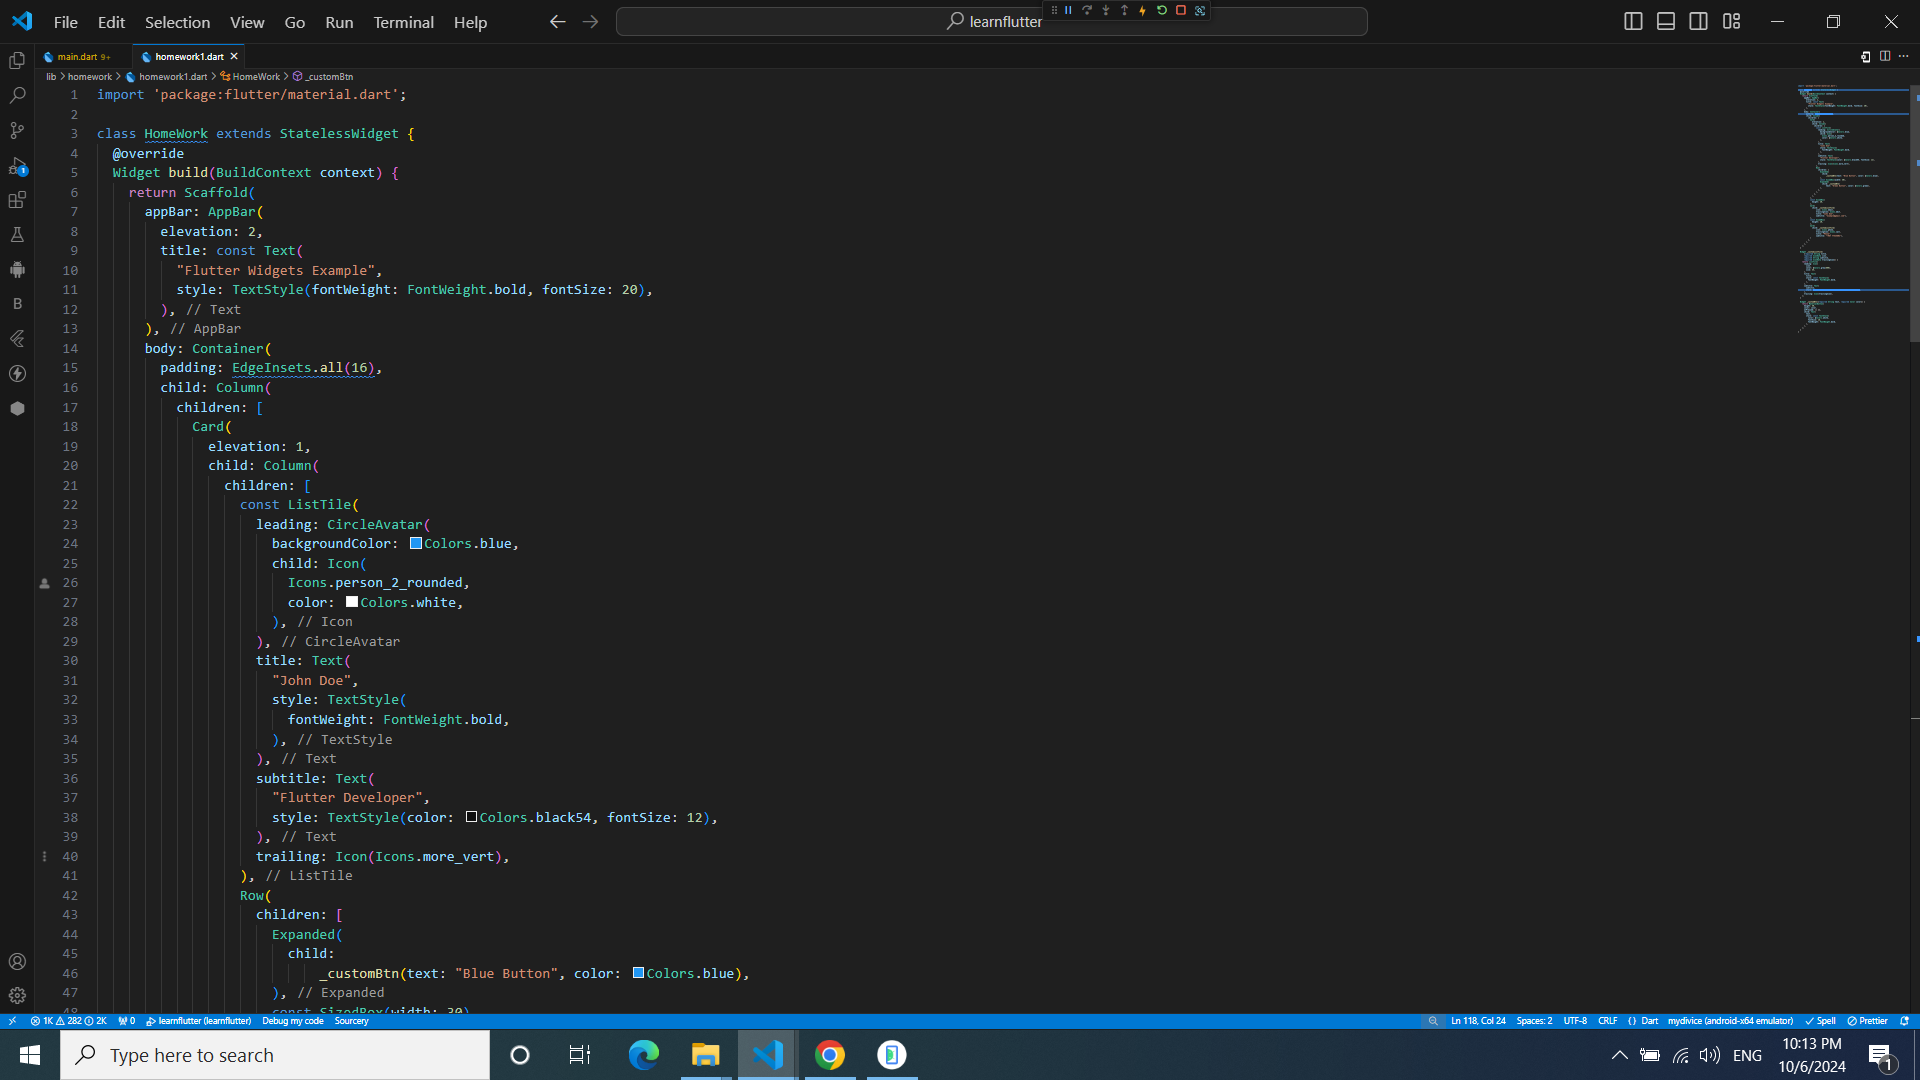 File Edit Selection View Go Run Terminal Help
learnflutter
main.dart 9+
homework1.dart
lib > homework > homework1.dart > HomeWork > _customBtn
1 import 'package:flutter/material.dart';
2
3 class HomeWork extends StatelessWidget {
4 @override
5 Widget build(BuildContext context) {
6 return Scaffold(
7 appBar: AppBar(
8 elevation: 2,
9 title: const Text(
10 "Flutter Widgets Example",
11 style: TextStyle(fontWeight: FontWeight.bold, fontSize: 20),
12 ), // Text
13 ), // AppBar
14 body: Container(
15 padding: EdgeInsets.all(16),
16 child: Column(
17 children: [
18 Card(
19 elevation: 1,
20 child: Column(
21 children: [
22 const ListTile(
23 leading: CircleAvatar(
24 backgroundColor: Colors.blue,
25 child: Icon(
26 Icons.person_2_rounded,
27 color: Colors.white,
28 ), // Icon
29 ), // CircleAvatar
30 title: Text(
31 "John Doe",
32 style: TextStyle(
33 fontWeight: FontWeight.bold,
34 ), // TextStyle
35 ), // Text
36 subtitle: Text(
37 "Flutter Developer",
38 style: TextStyle(color: Colors.black54, fontSize: 12),
39 ), // Text
40 trailing: Icon(Icons.more_vert),
41 ), // ListTile
42 Row(
43 children: [
44 Expanded(
45 child:
46 _customBtn(text: "Blue Button", color: Colors.blue),
47 ), // Expanded
48 const SizedBox(width: 30)
1K 282 2K 0 learnflutter (learnflutter) Debug my code Sourcery
Ln 118, Col 24 Spaces: 2 UTF-8 CRLF {} Dart mydivice (android-x64 emulator) Spell Prettier
Type here to search
ENG
10:13 PM
10/6/2024
1